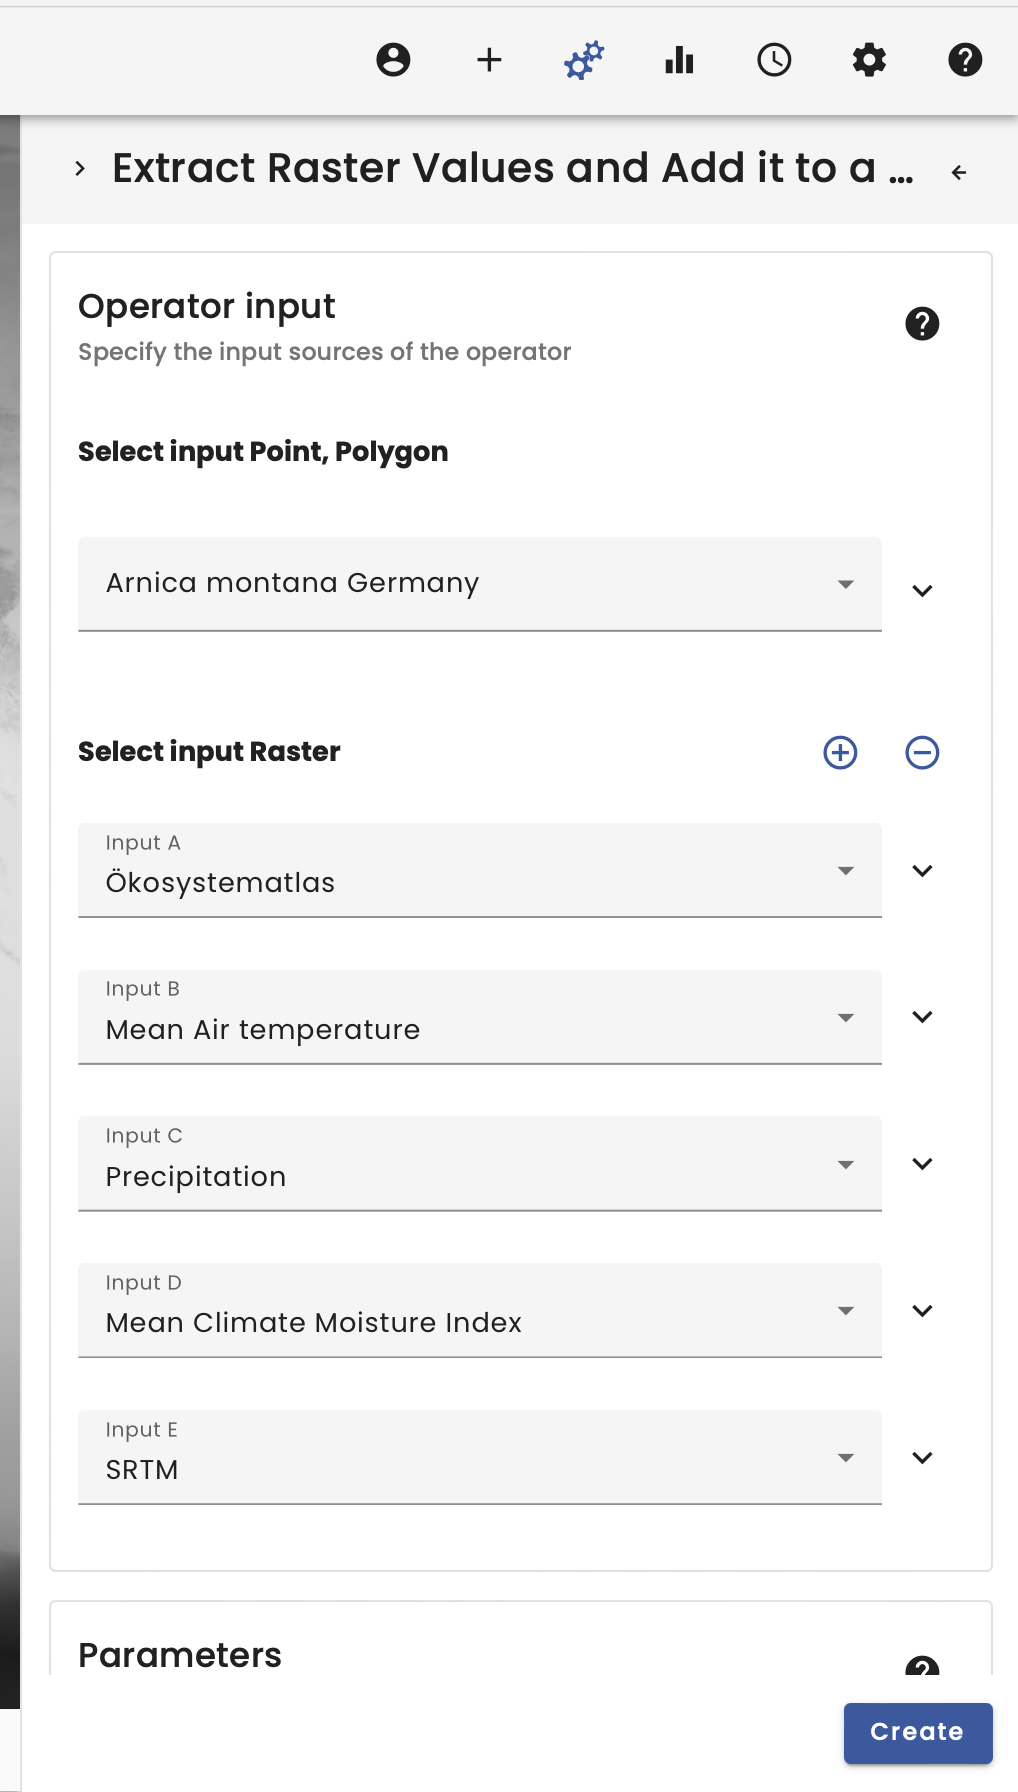 Extract Raster Values and Add it to a ...
Operator input
Specify the input sources of the operator
Select input Point, Polygon
Arnica montana Germany
Select input Raster
Input A
Ökosystematlas
Input B
Mean Air temperature
Input C
Precipitation
Input D
Mean Climate Moisture Index
Input E
SRTM
Parameters
Create